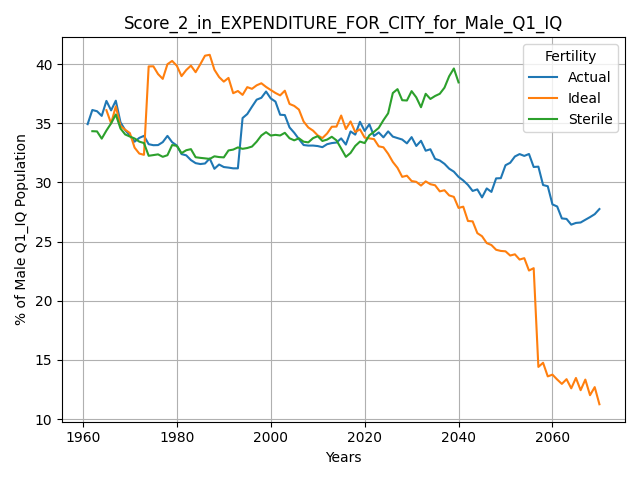 Score_2_in_EXPENDITURE_FOR_CITY_for_Male_Q1_IQ
Fertility
Actual
Ideal
Sterile
% of Male Q1_IQ Population
40
35
30
25
20
15
10
1960
1980
2000
2020
2040
2060
Years